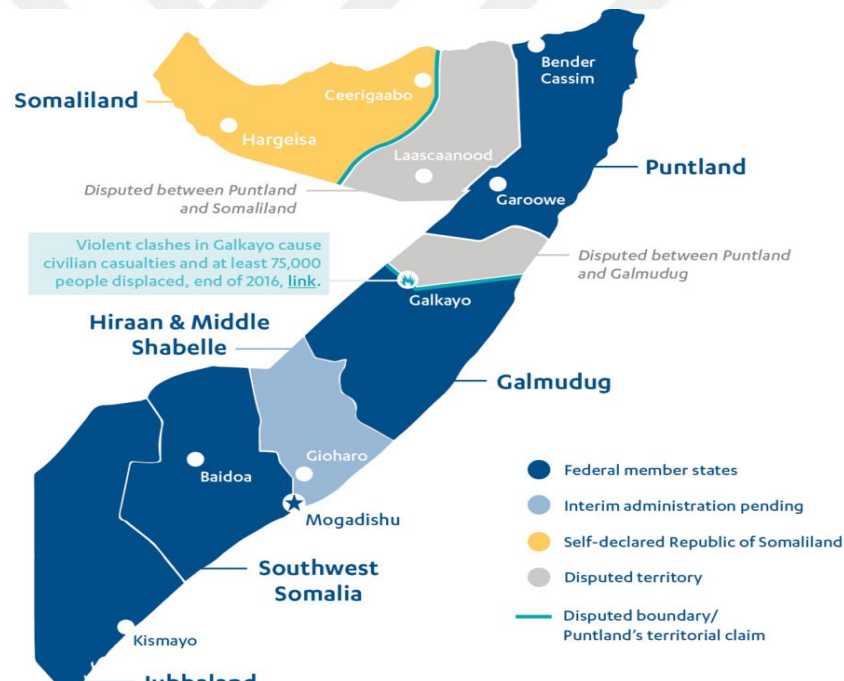 Bender
Cassim
Ceerigaabo
Somaliland
Hargeisa
Laascaanood
Puntland
Disputed between Puntland
and Somaliland
Garoowe
Violent clashes in Galkayo cause
civilian casualties and at least 75,000
people displaced, end of 2016, link.
Disputed between Puntland
and Galmudug
Galkayo
Hiraan & Middle
Shabelle
Galmudug
Gioharo
Baidoa
Mogadishu
Southwest
Somalia
Kismayo
Jubbaland
Federal member states
Interim administration pending
Self-declared Republic of Somaliland
Disputed territory
Disputed boundary/
Puntland's territorial claim